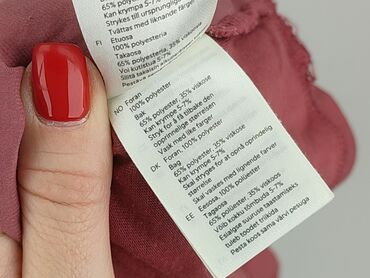 Kan krympa 5-7%
Strykes till ursprunglig
Tvättas med liknande färger
FI Etuosa
100% polyesteria
Takaosa
65% polyesteria, 35% viskoosia
Voi kutistua 5-7%
NO Foran
100% polyester
Bak
65% polyester, 35% viskose
Kan krympe 5-7%
Stryk for å få tilbake den
opprinnelige størrelsen
Vask med like farger
DK Foran, 100% polyester
Bag
65% polyester, 35% viskose
Kan krympe 5-7%
Skal stryges for at opnå oprindelig
størrelse
Skal vaskes med lignende farver
EE Eesosa, 100% polüester
Tagaosa
65% polüester, 35% viskoos
Võib kokku tõmbuda 5-7%
Esialgse suuruse taastamiseks
tuleb toodet triikida
Pesta koos sama värvi pesuga